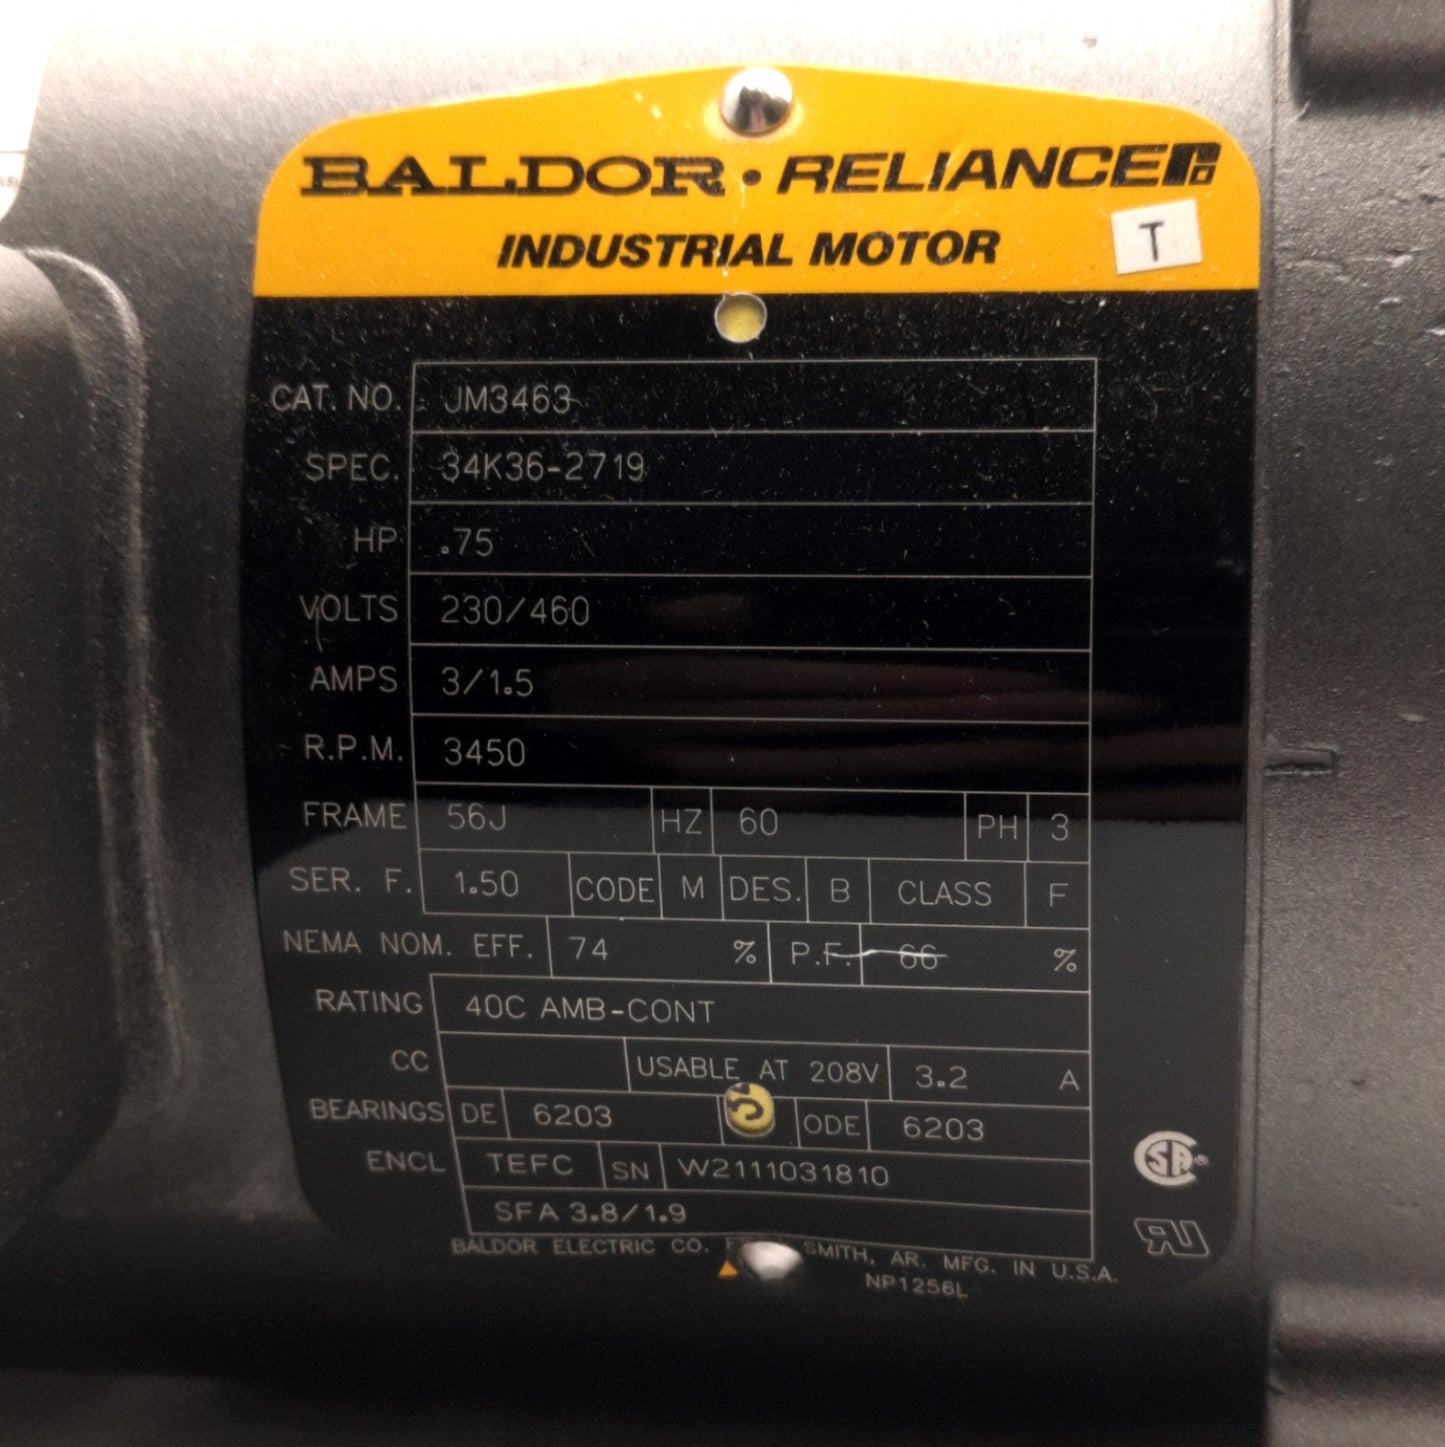 BALDOR • RELIANCE
INDUSTRIAL MOTOR
T
CAT. NO. JM3463
SPEC. 34K36-2719
HP .75
VOLTS 230/460
AMPS 3/1.5
R.P.M. 3450
FRAME 56J HZ 60 PH 3
SER. F. 1.50 CODE M DES. B CLASS F
NEMA NOM. EFF. 74 % P.F. 66 %
RATING 40C AMB-CONT
CC USABLE AT 208V 3.2 A
BEARINGS DE 6203 ODE 6203
ENCL TEFC SN W2111031810
SFA 3.8/1.9
BALDOR ELECTRIC CO. SMITH, AR. MFG. IN U.S.A.
NP1256L